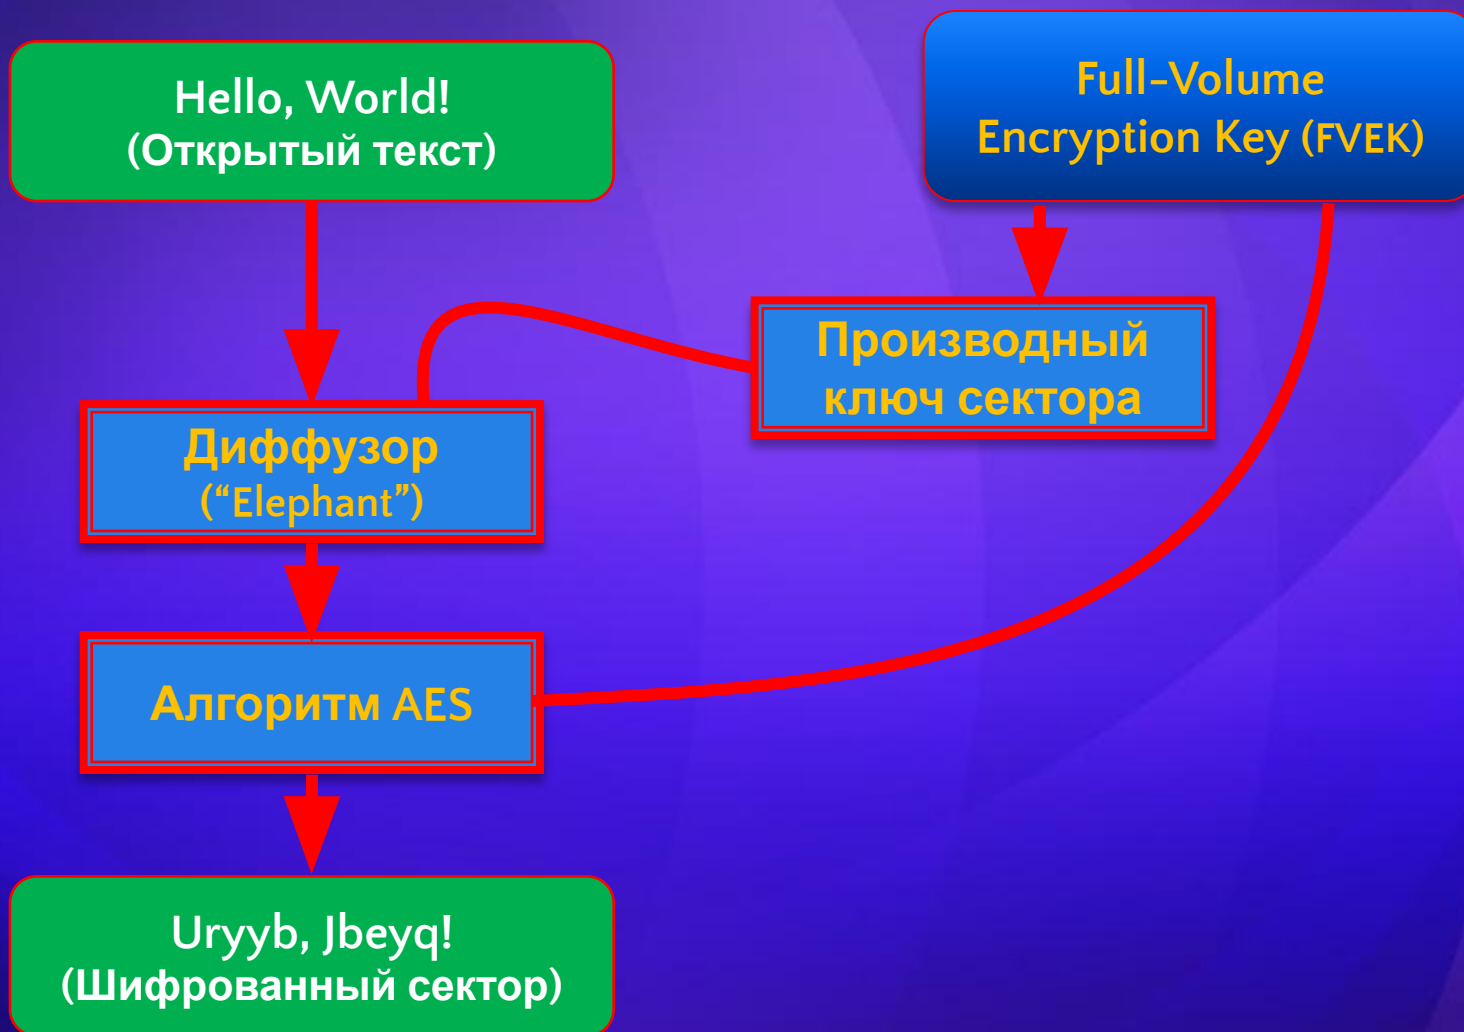 Hello, World!
(Открытый текст)
Full-Volume
Encryption Key (FVEK)
Производный
ключ сектора
Диффузор
(“Elephant”)
Алгоритм AES
Uryyb, Jbeyq!
(Шифрованный сектор)